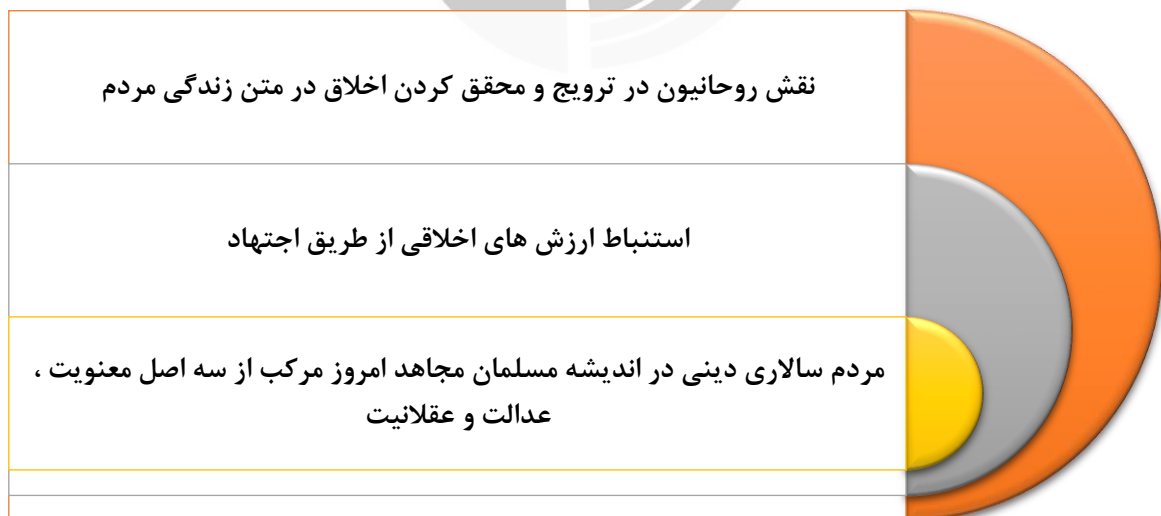 نقش روحانیون در ترویج و محقق کردن اخلاق در متن زندگی مردم
استنباط ارزش های اخلاقی از طریق اجتهاد
مردم سالاری دینی در اندیشه مسلمان مجاهد امروز مرکب از سه اصل معنویت ،
عدالت و عقلانیت